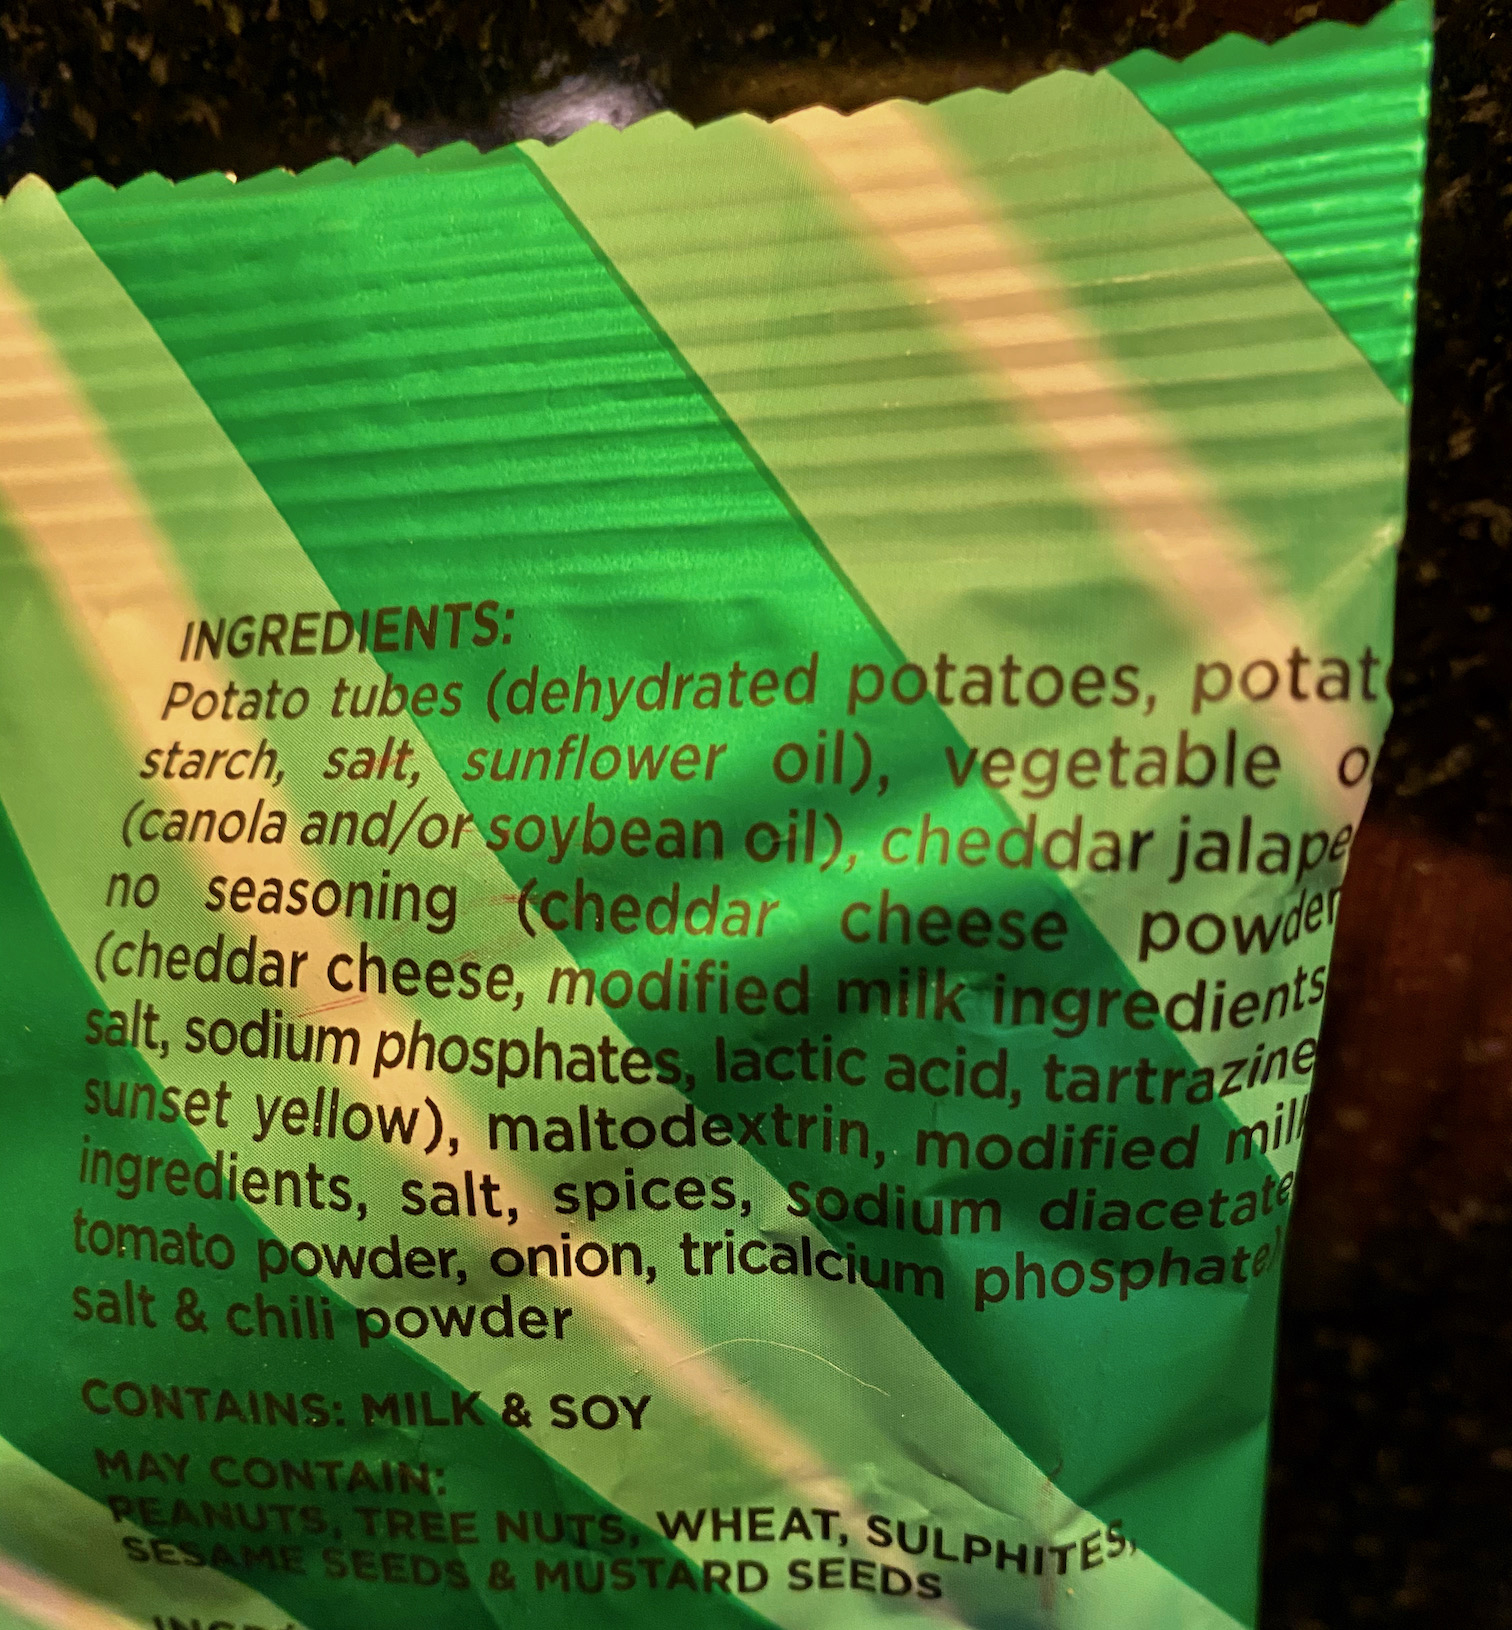 INGREDIENTS:
Potato tubes (dehydrated potatoes, potat
starch, salt, sunflower oil), vegetable o
(canola and/or soybean oil), cheddar jalape
no seasoning (cheddar cheese powder
(cheddar cheese, modified milk ingredients
salt, sodium phosphates, lactic acid, tartrazine
sunset yellow), maltodextrin, modified milk
ingredients, salt, spices, sodium diacetate
tomato powder, onion, tricalcium phosphate)
salt & chili powder
CONTAINS: MILK & SOY
MAY CONTAIN:
PEANUTS, TREE NUTS, WHEAT, SULPHITES,
SESAME SEEDS & MUSTARD SEEDS